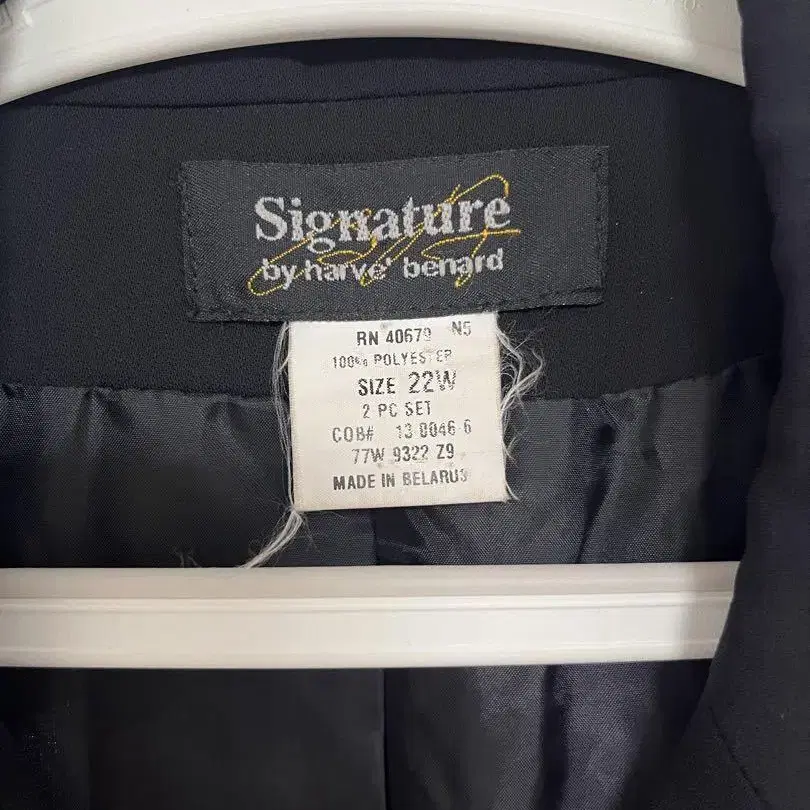 Signature
by harve' benard
RN 40679 N5
100% POLYESTER
SIZE 22W
2 PC SET
COB# 13 0046 6
77W 9322 Z9
MADE IN BELARUS